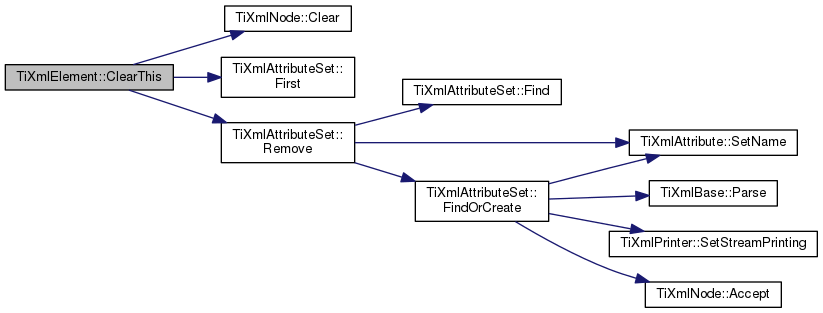 TiXmlNode::Clear
TiXmlElement::ClearThis
TiXmlAttributeSet::
First
TiXmlAttributeSet::Find
TiXmlAttributeSet::
Remove
TiXmlAttribute::SetName
TiXmlAttributeSet::
FindOrCreate
TiXmlBase::Parse
TiXmlPrinter::SetStreamPrinting
TiXmlNode::Accept